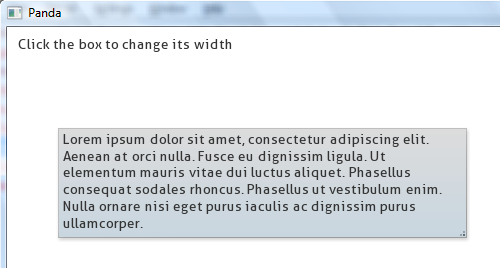 Panda
Click the box to change its width
Lorem ipsum dolor sit amet, consectetur adipiscing elit.
Aenean at orci nulla. Fusce eu dignissim ligula. Ut
elementum mauris vitae dui luctus aliquet. Phasellus
consequat sodales rhoncus. Phasellus ut vestibulum enim.
Nulla ornare nisi eget purus iaculis ac dignissim purus
ullamcorper.